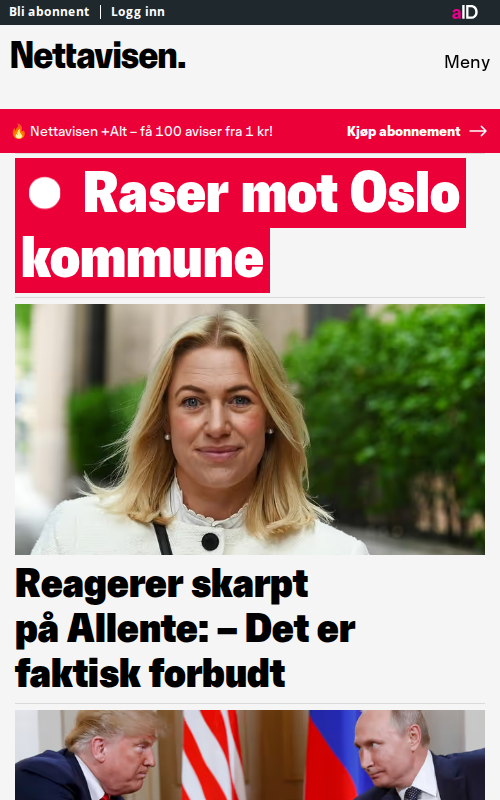 Bli abonnent
Logg inn
aID
Nettavisen.
Meny
🔥 Nettavisen +Alt – få 100 aviser fra 1 kr!
Kjøp abonnement →
Raser mot Oslo
kommune
Reagerer skarpt
på Allente: – Det er
faktisk forbudt